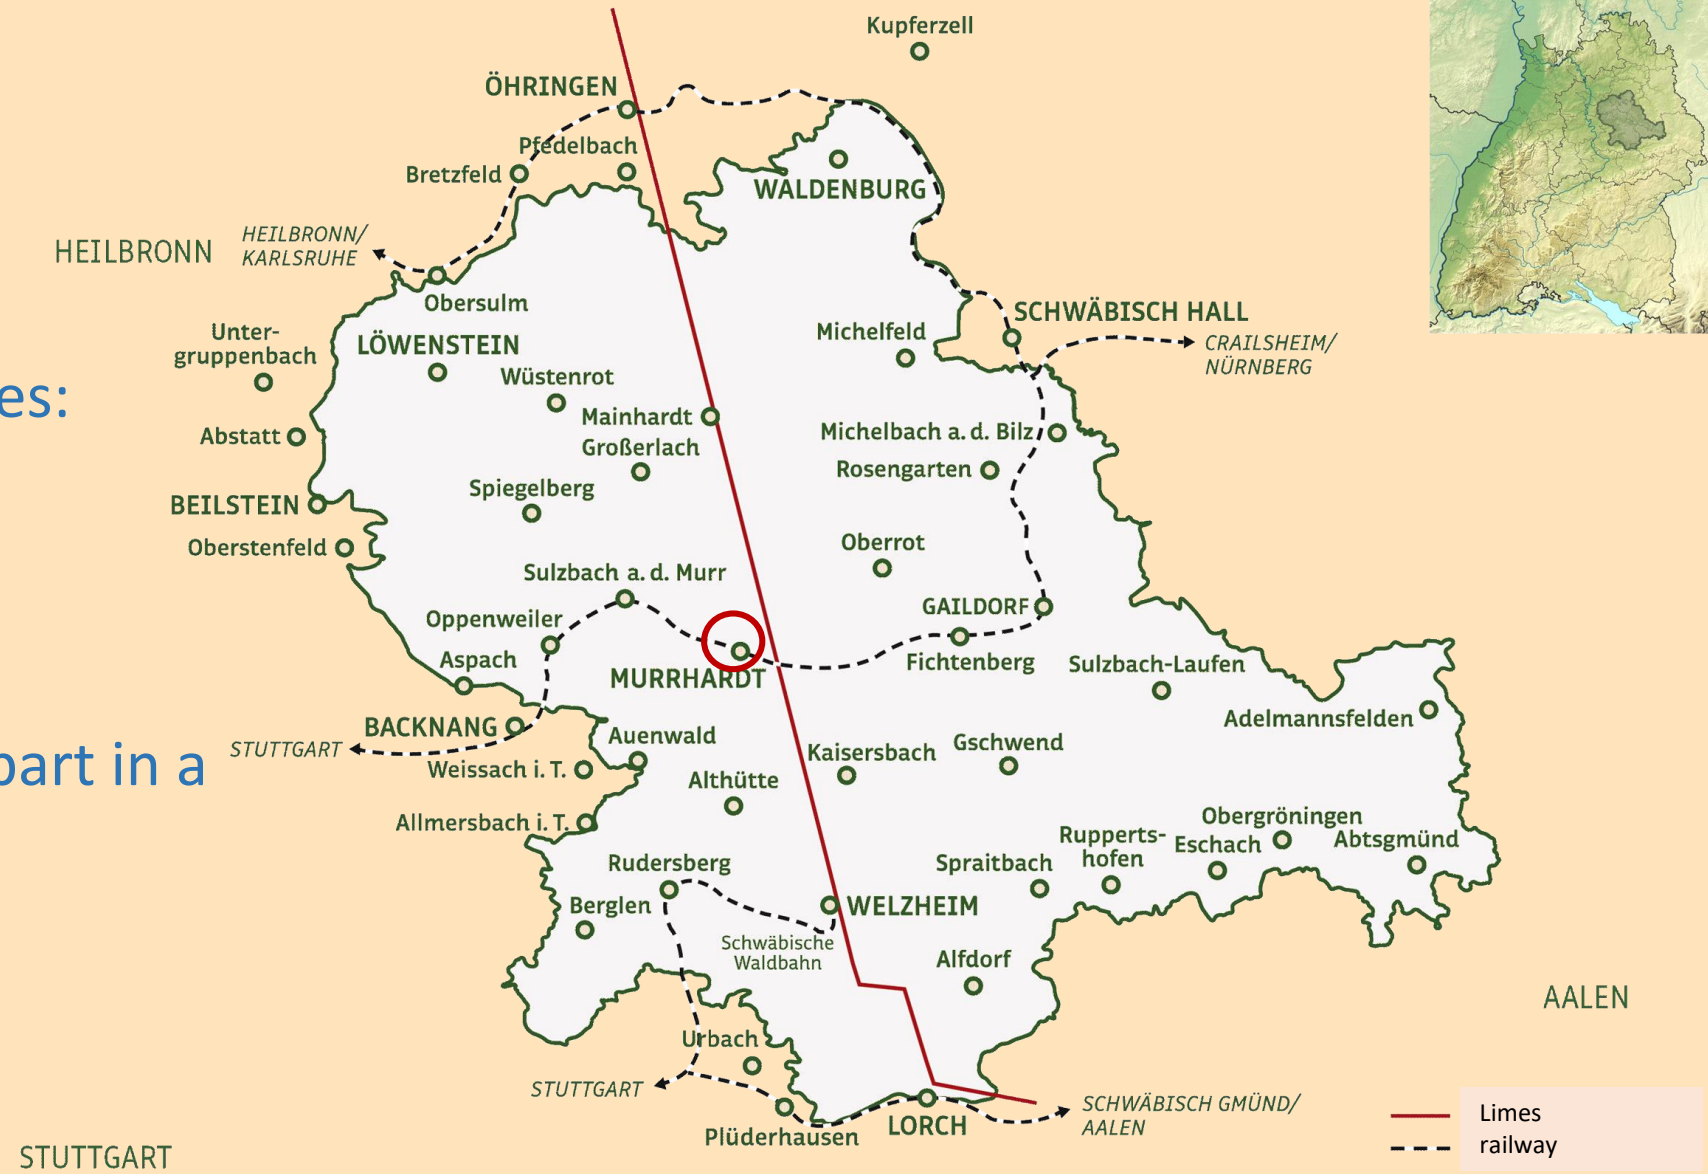 Kupferzell
ÖHRINGEN
Pfedelbach
Bretzfeld
WALDENBURG
HEILBRONN
HEILBRONN/
KARLSRUHE
Obersulm
SCHWÄBISCH HALL
Unter-
gruppenbach
LÖWENSTEIN
Michelfeld
CRAILSHEIM/
NÜRNBERG
Wüstenrot
es:
Mainhardt
Abstatt
Michelbach a. d. Bilz
Großerlach
Rosengarten
Spiegelberg
BEILSTEIN
Oberstenfeld
Oberrot
Sulzbach a. d. Murr
GAILDORF
Oppenweiler
Aspach
Fichtenberg
Sulzbach-Laufen
MURRHARDT
Adelmannsfelden
BACKNANG
STUTTGART
Auenwald
Kaisersbach
Gschwend
part in a
Weissach i. T.
Althütte
Allmersbach i. T.
Obergröningen
Rupperts-
hofen
Eschach
Abtsgmünd
Rudersberg
Spraitbach
Berglen
WELZHEIM
Schwäbische
Waldbahn
Alfdorf
AALEN
Urbach
STUTTGART
SCHWÄBISCH GMÜND/
AALEN
Plüderhausen
LORCH
Limes
railway
STUTTGART